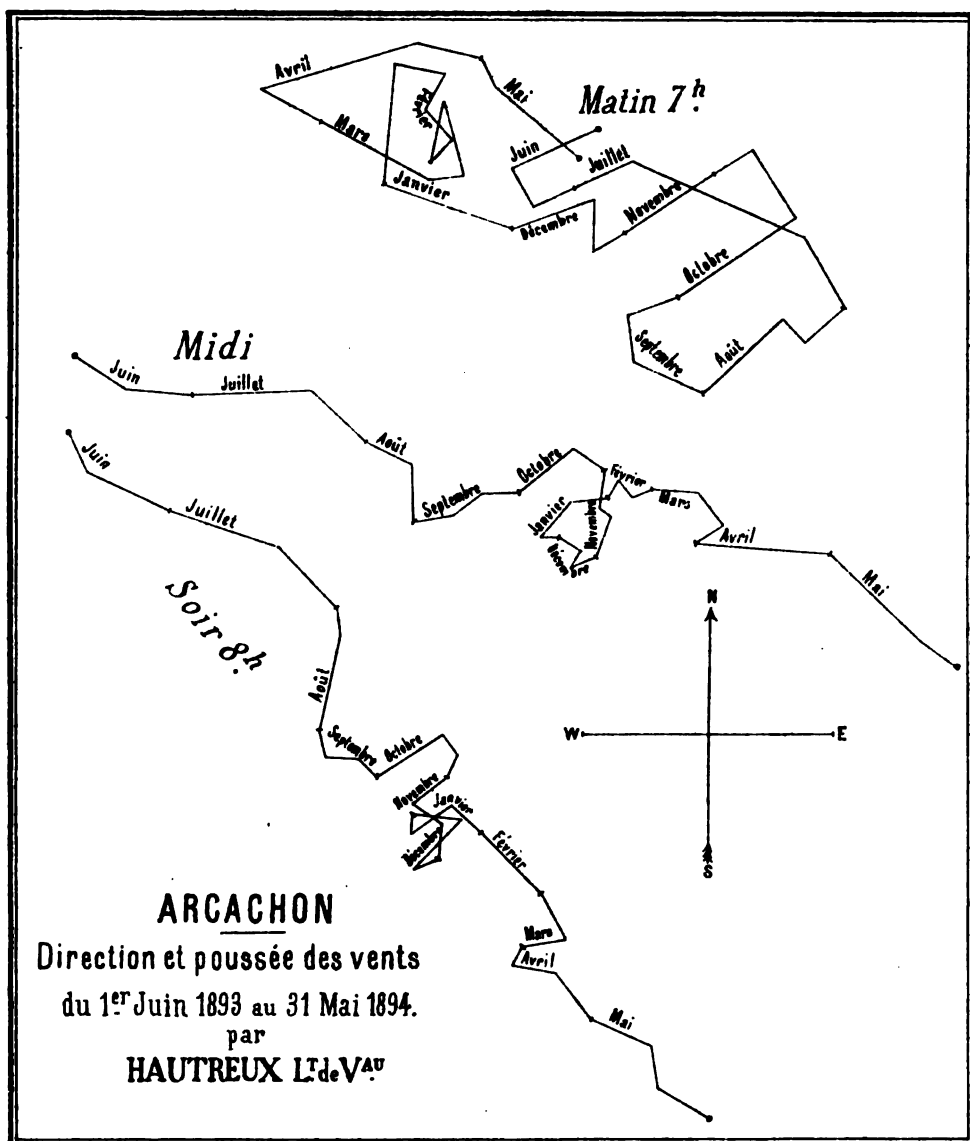 Matin 7h.
Juin
Juillet
Août
Septembre
Octobre
Novembre
Décembre
Janvier
Février
Mars
Avril
Mai
Midi
Juin
Juillet
Août
Septembre
Octobre
Novembre
Décembre
Janvier
Février
Mars
Avril
Mai
Soir 8h.
Juin
Juillet
Août
Septembre
Octobre
Novembre
Décembre
Janvier
Février
Mars
Avril
Mai
N
W E
S
ARCACHON
Direction et poussée des vents
du 1er Juin 1893 au 31 Mai 1894.
par
HAUTREUX LT. de VAU.